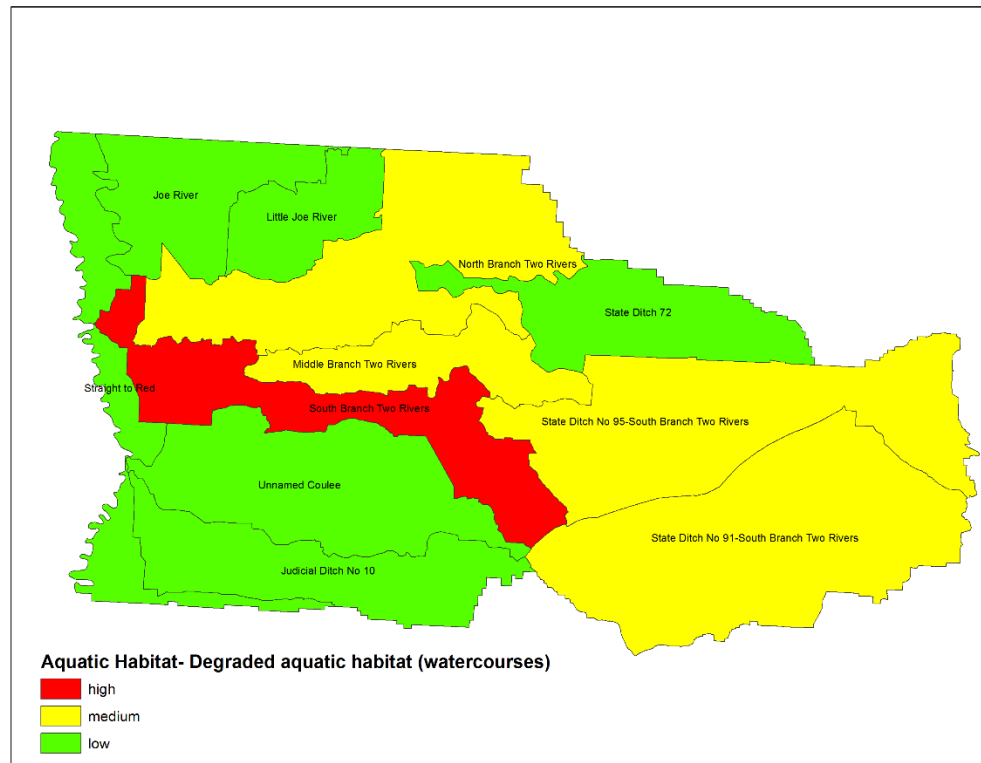 Joe River
Little Joe River
North Branch Two Rivers
State Ditch 72
Middle Branch Two Rivers
Straight to Red
South Branch Two Rivers
State Ditch No 95-South Branch Two Rivers
Unnamed Coulee
State Ditch No 91-South Branch Two Rivers
Judicial Ditch No 10
Aquatic Habitat- Degraded aquatic habitat (watercourses)
high
medium
low